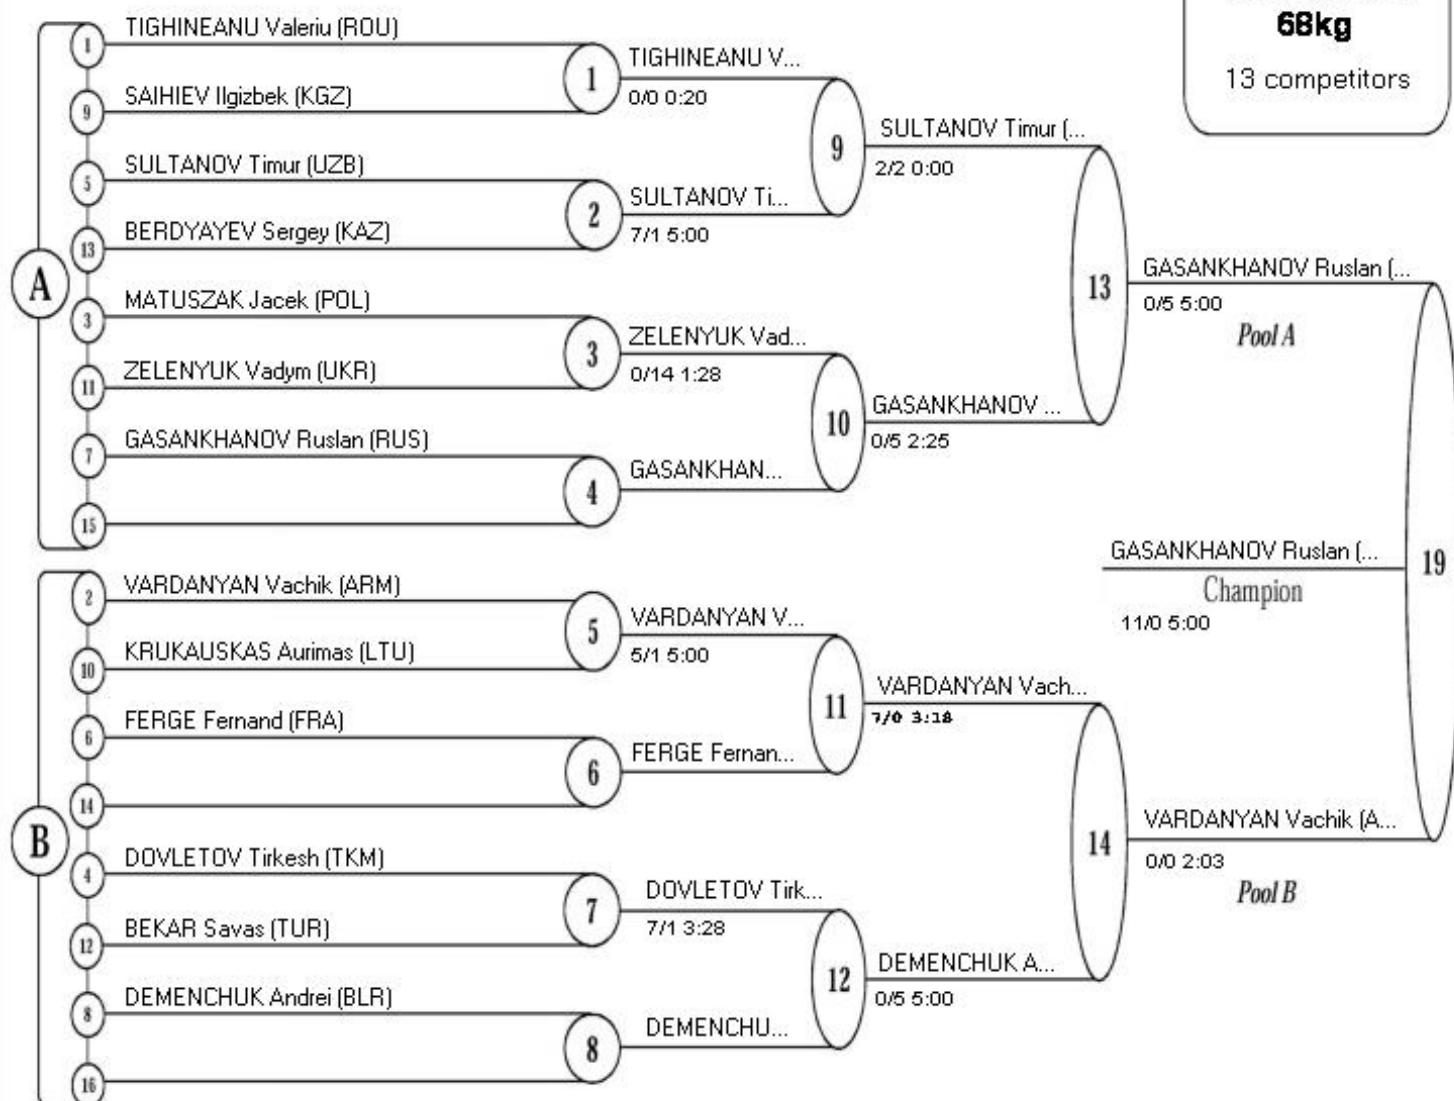 68kg
13 competitors
A
1 TIGHINEANU Valeriu (ROU)
9 SAIHIEV Ilgizbek (KGZ)
5 SULTANOV Timur (UZB)
13 BERDYAYEV Sergey (KAZ)
3 MATUSZAK Jacek (POL)
11 ZELENYUK Vadym (UKR)
7 GASANKHANOV Ruslan (RUS)
15
B
2 VARDANYAN Vachik (ARM)
10 KRUKAUSKAS Aurimas (LTU)
6 FERGE Fernand (FRA)
14
4 DOVLETOV Tirkesh (TKM)
12 BEKAR Savas (TUR)
8 DEMENCHUK Andrei (BLR)
16
1
TIGHINEANU V...
0/0 0:20
2
SULTANOV Ti...
7/1 5:00
3
ZELENYUK Vad...
0/14 1:28
4
GASANKHAN...
5
VARDANYAN V...
5/1 5:00
6
FERGE Fernan...
7
DOVLETOV Tirk...
7/1 3:28
8
DEMENCHU...
9
SULTANOV Timur (...
2/2 0:00
10
GASANKHANOV ...
0/5 2:25
11
VARDANYAN Vach...
7/0 3:18
12
DEMENCHUK A...
0/5 5:00
13
GASANKHANOV Ruslan (...
0/5 5:00
Pool A
14
VARDANYAN Vachik (A...
0/0 2:03
Pool B
19
GASANKHANOV Ruslan (...
Champion
11/0 5:00